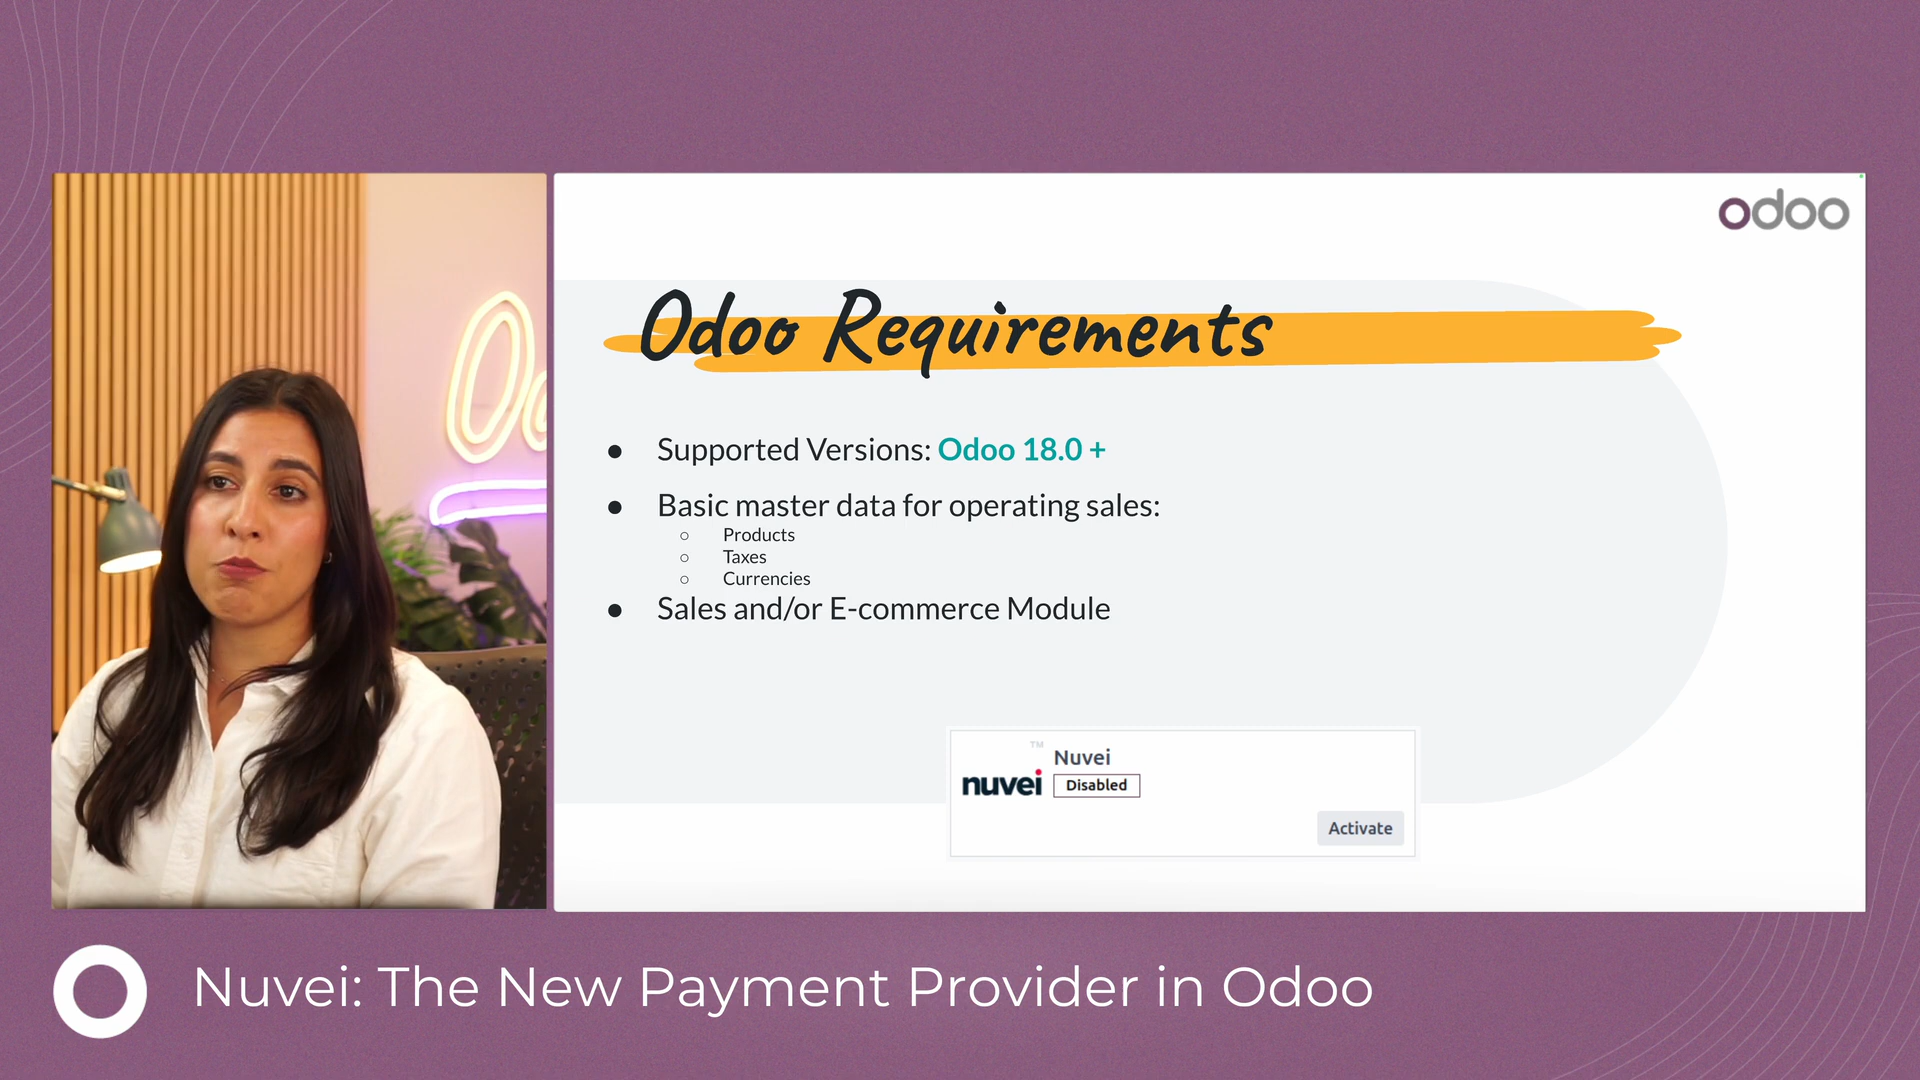 odoo
Odoo Requirements
● Supported Versions: Odoo 18.0 +
● Basic master data for operating sales:
○ Products
○ Taxes
○ Currencies
● Sales and/or E-commerce Module
TM
nuvei
Nuvei
Disabled
Activate
Nuvei: The New Payment Provider in Odoo